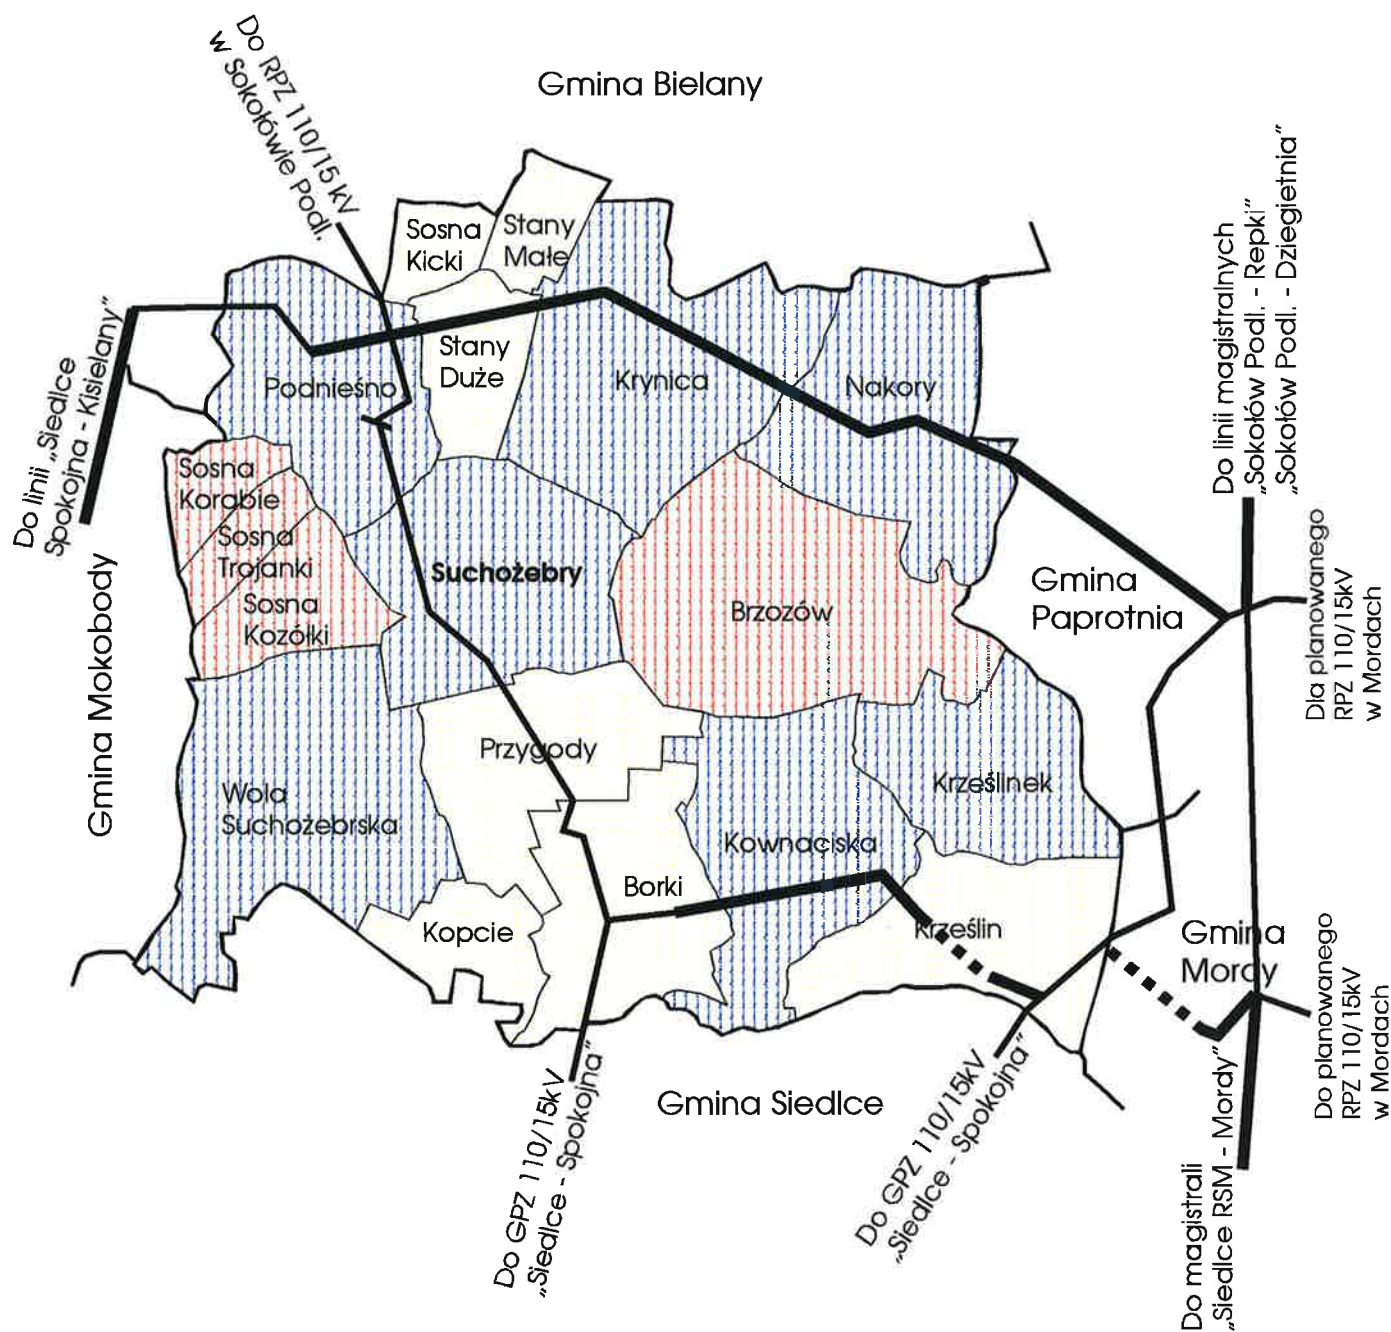 Do RPZ 110/15 kV
w Sokołówie Podl.
Gmina Bielany
Do linii „Siedlce
Spokojna - Kisielany”
Sosna
Kicki
Stany
Małe
Do linii magistralnych
„Sokołów Podl. - Repki”
„Sokołów Podl. - Dziegietnia”
Stany
Duże
Podnieśno
Krynica
Nakory
Sosna
Korabie
Sosna
Trojanki
Sosna
Kozółki
Suchożebry
Brzozów
Gmina
Paprotnia
Dla planowanego
RPZ 110/15kV
w Mordach
Gmina Mokobody
Przygody
Wola
Suchożebrska
Krześlinek
Kownaciska
Borki
Kopcie
Krześlin
Gmina
Mordy
Do planowanego
RPZ 110/15kV
w Mordach
Gmina Siedlce
Do GPZ 110/15kV
„Siedlce - Spokojna”
Do GPZ 110/15kV
„Siedlce - Spokojna”
Do magistrali
„Siedlce RSM - Mordy”